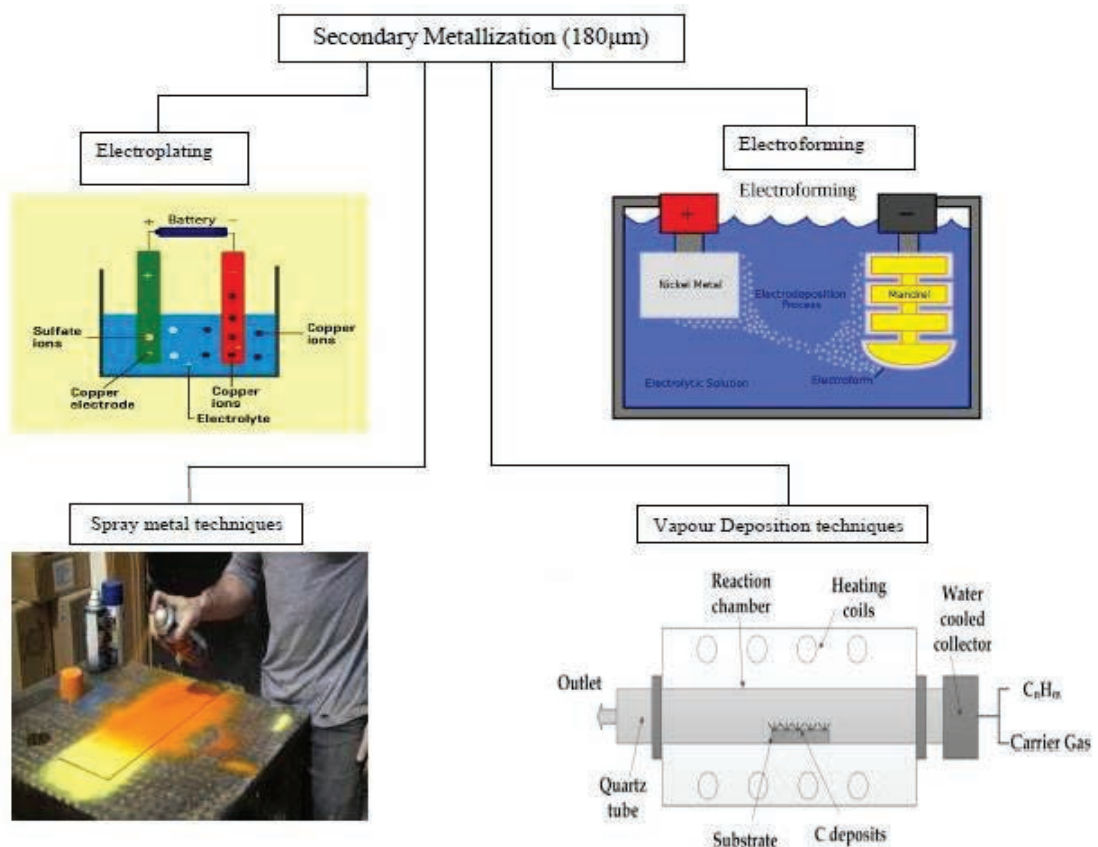 Secondary Metallization (180μm)
Electroplating
Electroforming
+ Battery −
+
−
Sulfate
ions
Copper
ions
Copper
electrode
Copper
ions
Electrolyte
Electroforming
+
−
Nickel Metal
Electrodeposition
Process
Mandrel
Electrolytic Solution
Electroform
Spray metal techniques
Vapour Deposition techniques
Reaction
chamber
Heating
coils
Water
cooled
collector
Outlet
CnHm
Carrier Gas
Quartz
tube
Substrate
C deposits